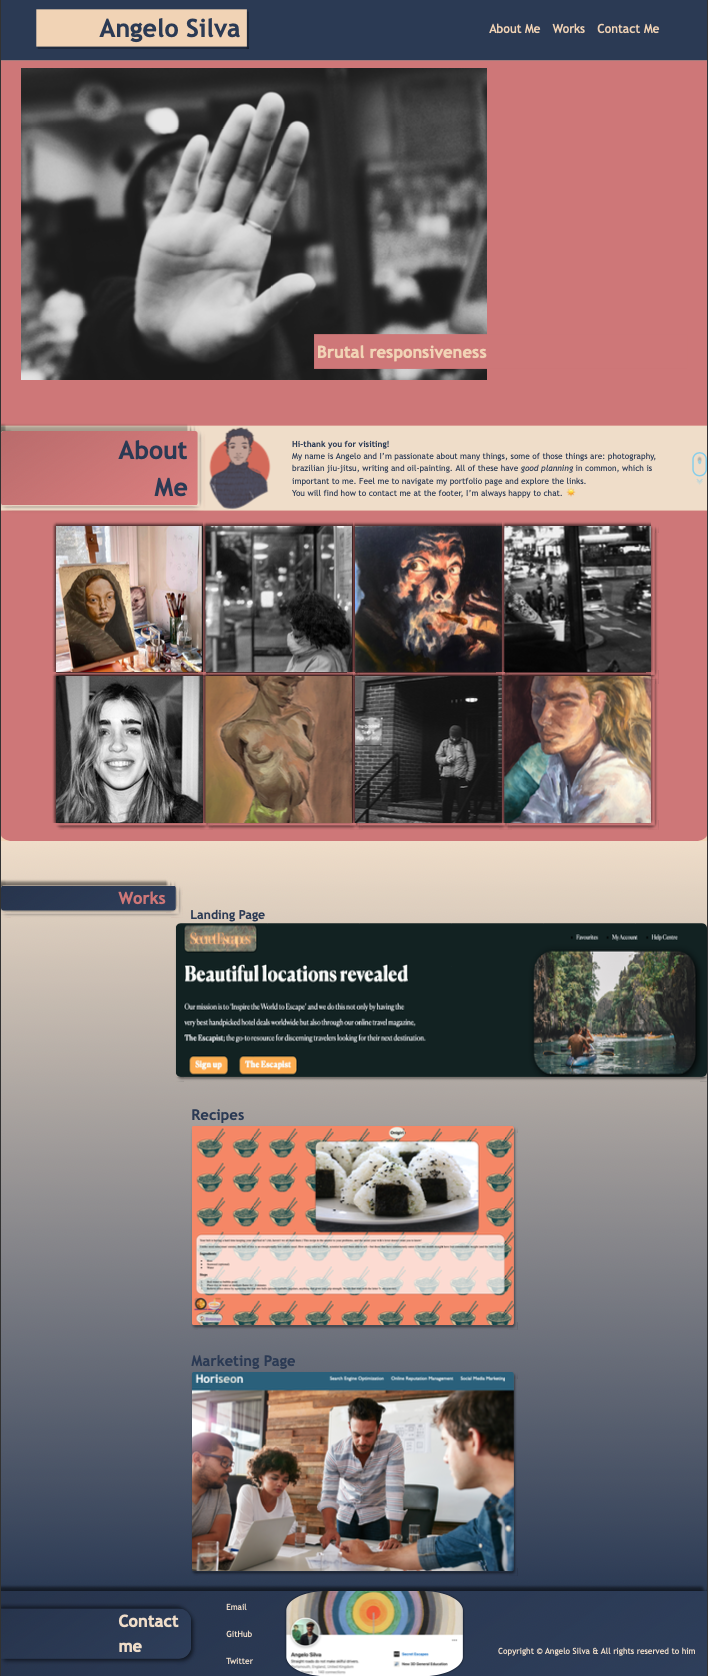 Angelo Silva
About Me Works Contact Me
Brutal responsiveness
About
Me
Hi-thank you for visiting!
My name is Angelo and I'm passionate about many things, some of those things are: photography,
brazilian jiu-jitsu, writing and oil-painting. All of these have good planning in common, which is
important to me. Feel me to navigate my portfolio page and explore the links.
You will find how to contact me at the footer, I'm always happy to chat.
Works
Landing Page
Secret Escapes
Favourites My Account Help Centre
Beautiful locations revealed
Our mission is to 'Inspire the World to Escape' and we do this not only by having the
very best handpicked hotel deals worldwide but also through our online travel magazine,
The Escapist; the go-to resource for discerning travelers looking for their next destination.
Sign up The Escapist
Recipes
Marketing Page
Horiseon
Search Engine Optimization Online Reputation Management Social Media Marketing
Contact
me
Email
GitHub
Twitter
Angelo Silva
Secret Escapes
Copyright © Angelo Silva & All rights reserved to him